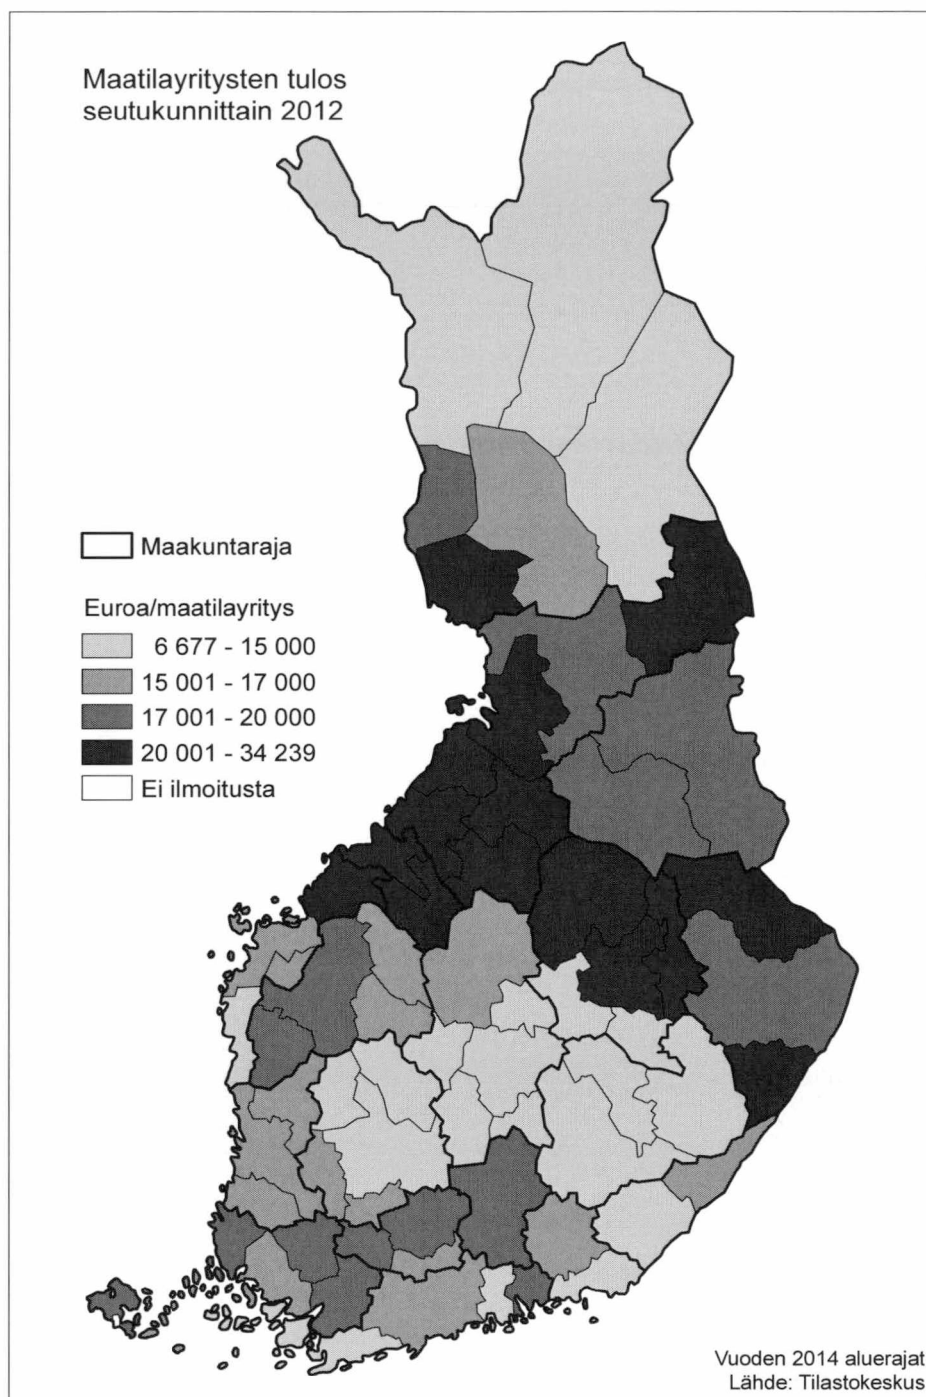 Maatilayritysten tulos
seutukunnittain 2012
Maakuntaraja
Euroa/maatilayritys
6 677 - 15 000
15 001 - 17 000
17 001 - 20 000
20 001 - 34 239
Ei ilmoitusta
Vuoden 2014 aluerajat
Lähde: Tilastokeskus